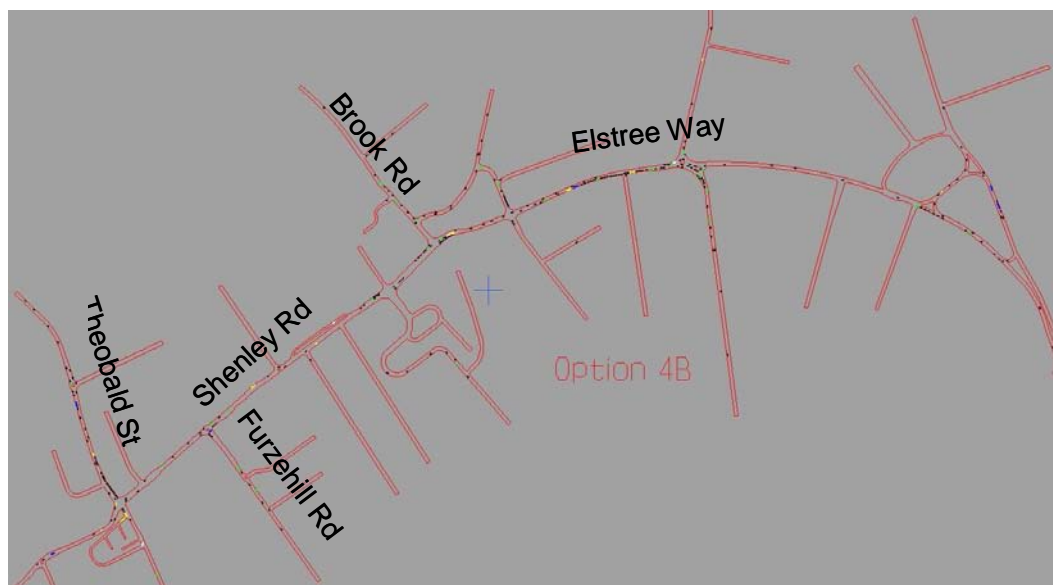 Brook Rd
Elstree Way
Theobald St
Shenley Rd
Option 4B
Furzehill Rd